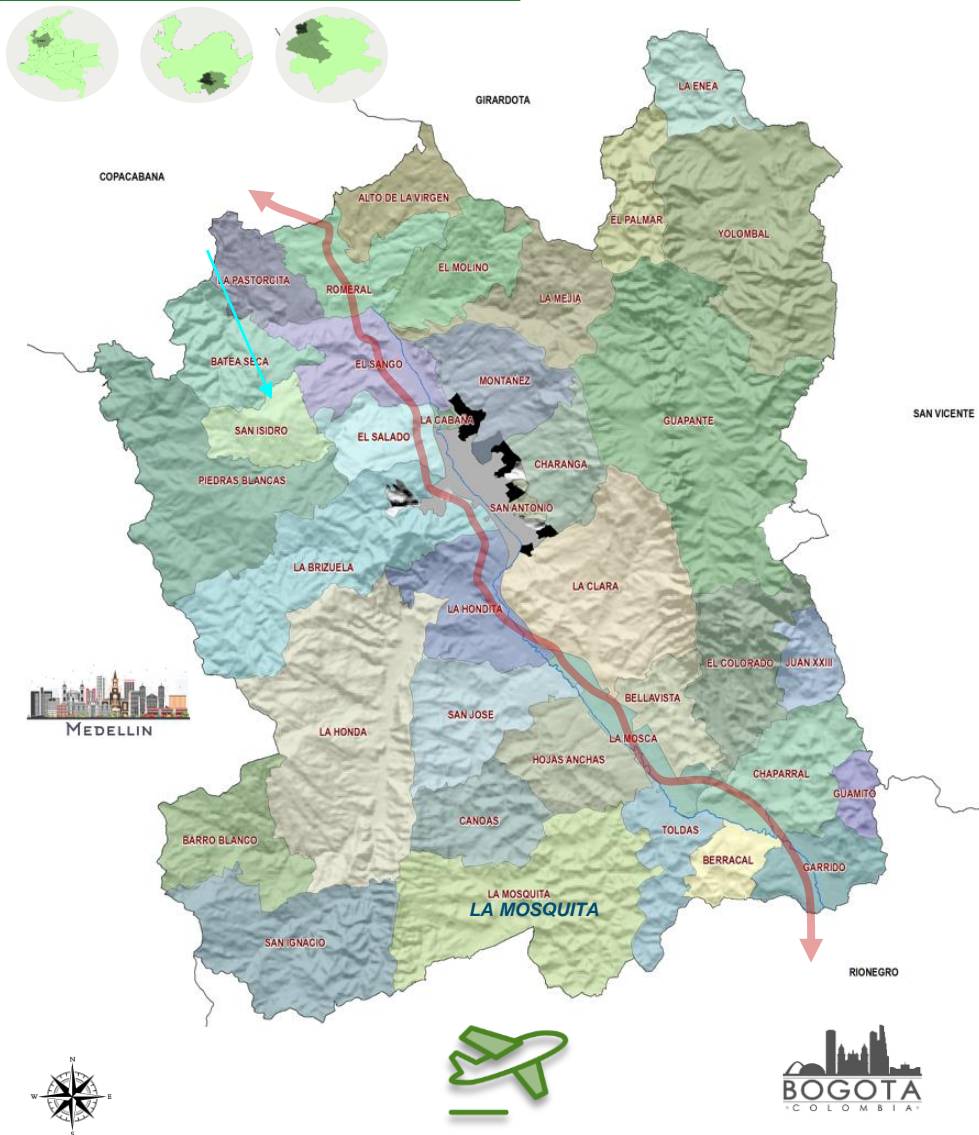 GIRARDOTA
LA ENEA
COPACABANA
ALTO DE LA VIRGEN
EL PALMAR
YOLOMBAL
EL MOLINO
LA PASTORCITA
ROMERAL
LA MEJIA
BATEA SECA
EL SANGO
MONTAÑEZ
SAN VICENTE
LA CABAÑA
GUAPANTE
SAN ISIDRO
EL SALADO
CHARANGA
PIEDRAS BLANCAS
SAN ANTONIO
LA BRIZUELA
LA CLARA
LA HONDITA
EL COLORADO
JUAN XXIII
BELLAVISTA
MEDELLIN
LA HONDA
SAN JOSE
LA MOSCA
HOJAS ANCHAS
CHAPARRAL
GUAMITO
CANOAS
TOLDAS
BARRO BLANCO
BERRACAL
GARRIDO
LA MOSQUITA
LA MOSQUITA
SAN IGNACIO
RIONEGRO
N
W
E
S
BOGOTA
COLOMBIA